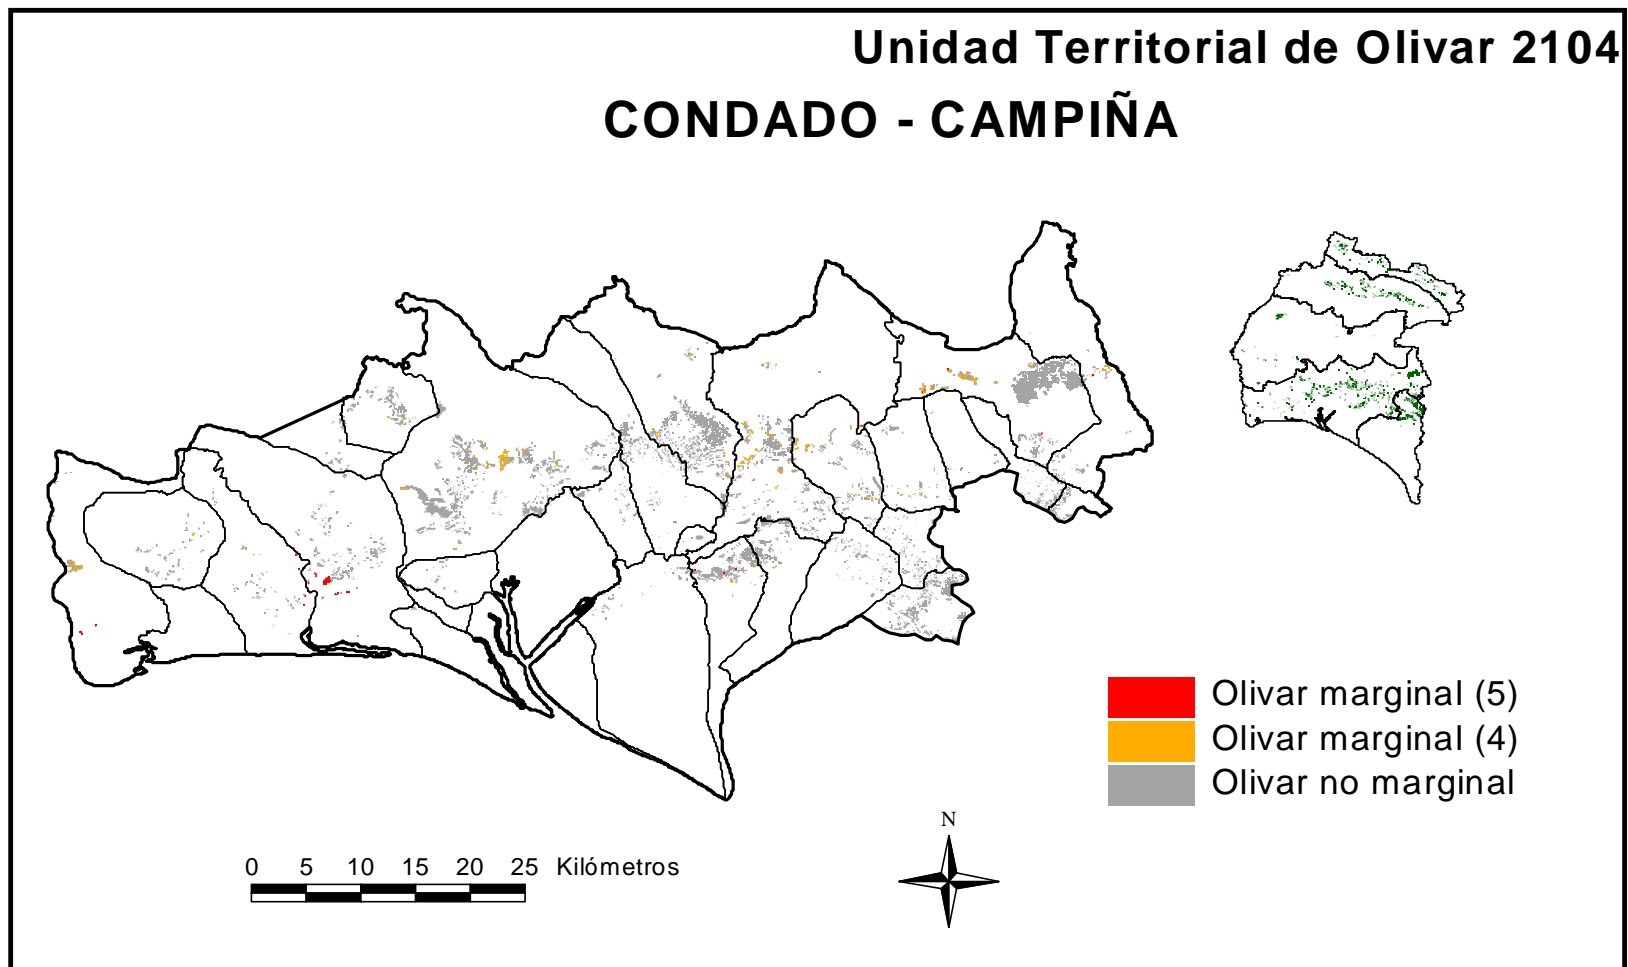 Unidad Territorial de Olivar 2104
CONDADO - CAMPIÑA
Olivar marginal (5)
Olivar marginal (4)
Olivar no marginal
N
0 5 10 15 20 25 Kilómetros